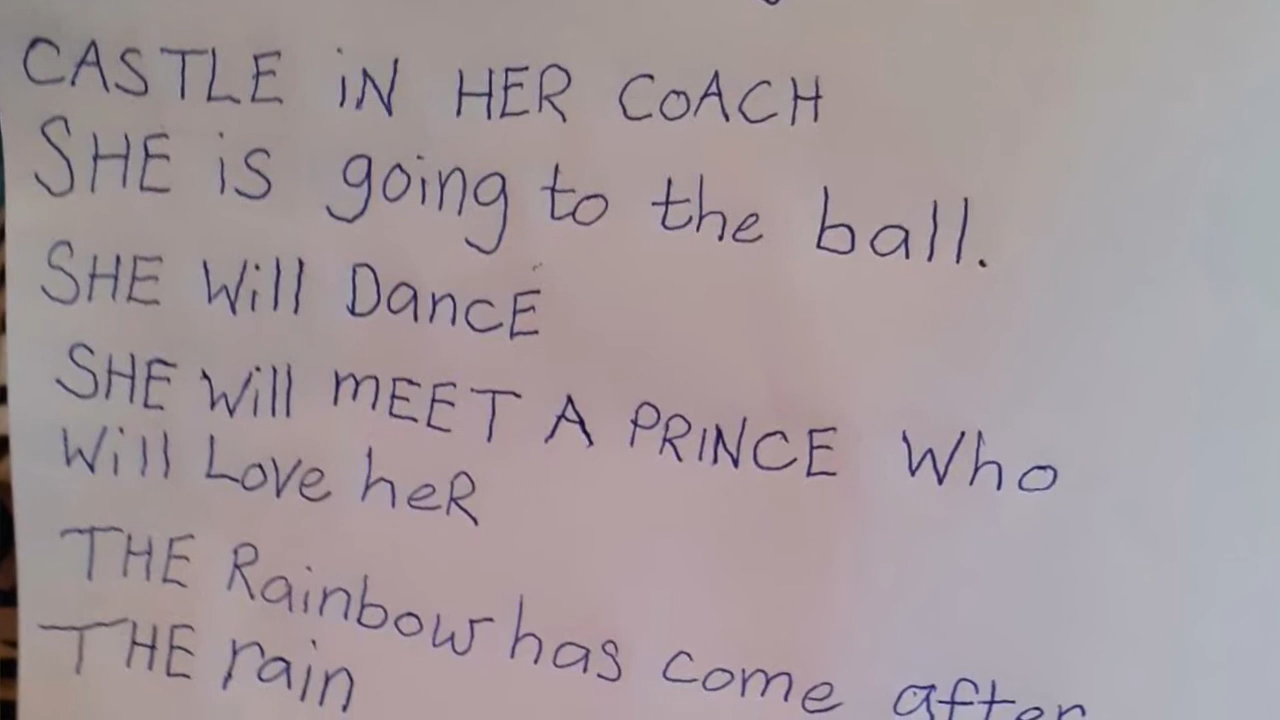 CASTLE iN HER COACH
SHE is going to the ball.
SHE Will DancE
SHE Will mEET A PRINCE Who
Will Love heR
THE Rainbow has come after
THE rain